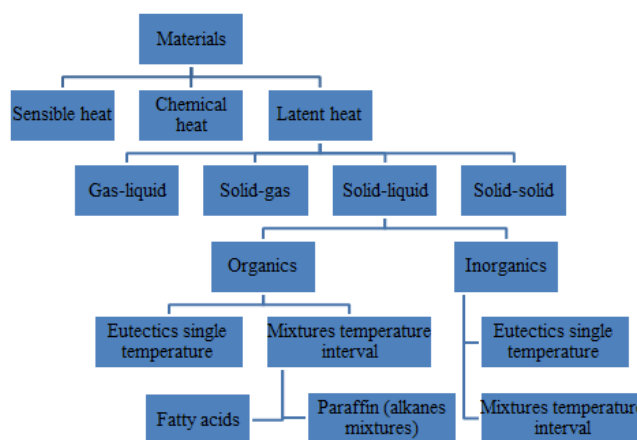 Materials
Sensible heat
Chemical
heat
Latent heat
Gas-liquid
Solid-gas
Solid-liquid
Solid-solid
Organics
Inorganics
Eutectics single
temperature
Mixtures temperature
interval
Eutectics single
temperature
Fatty acids
Paraffin (alkanes
mixtures)
Mixtures temperature
interval